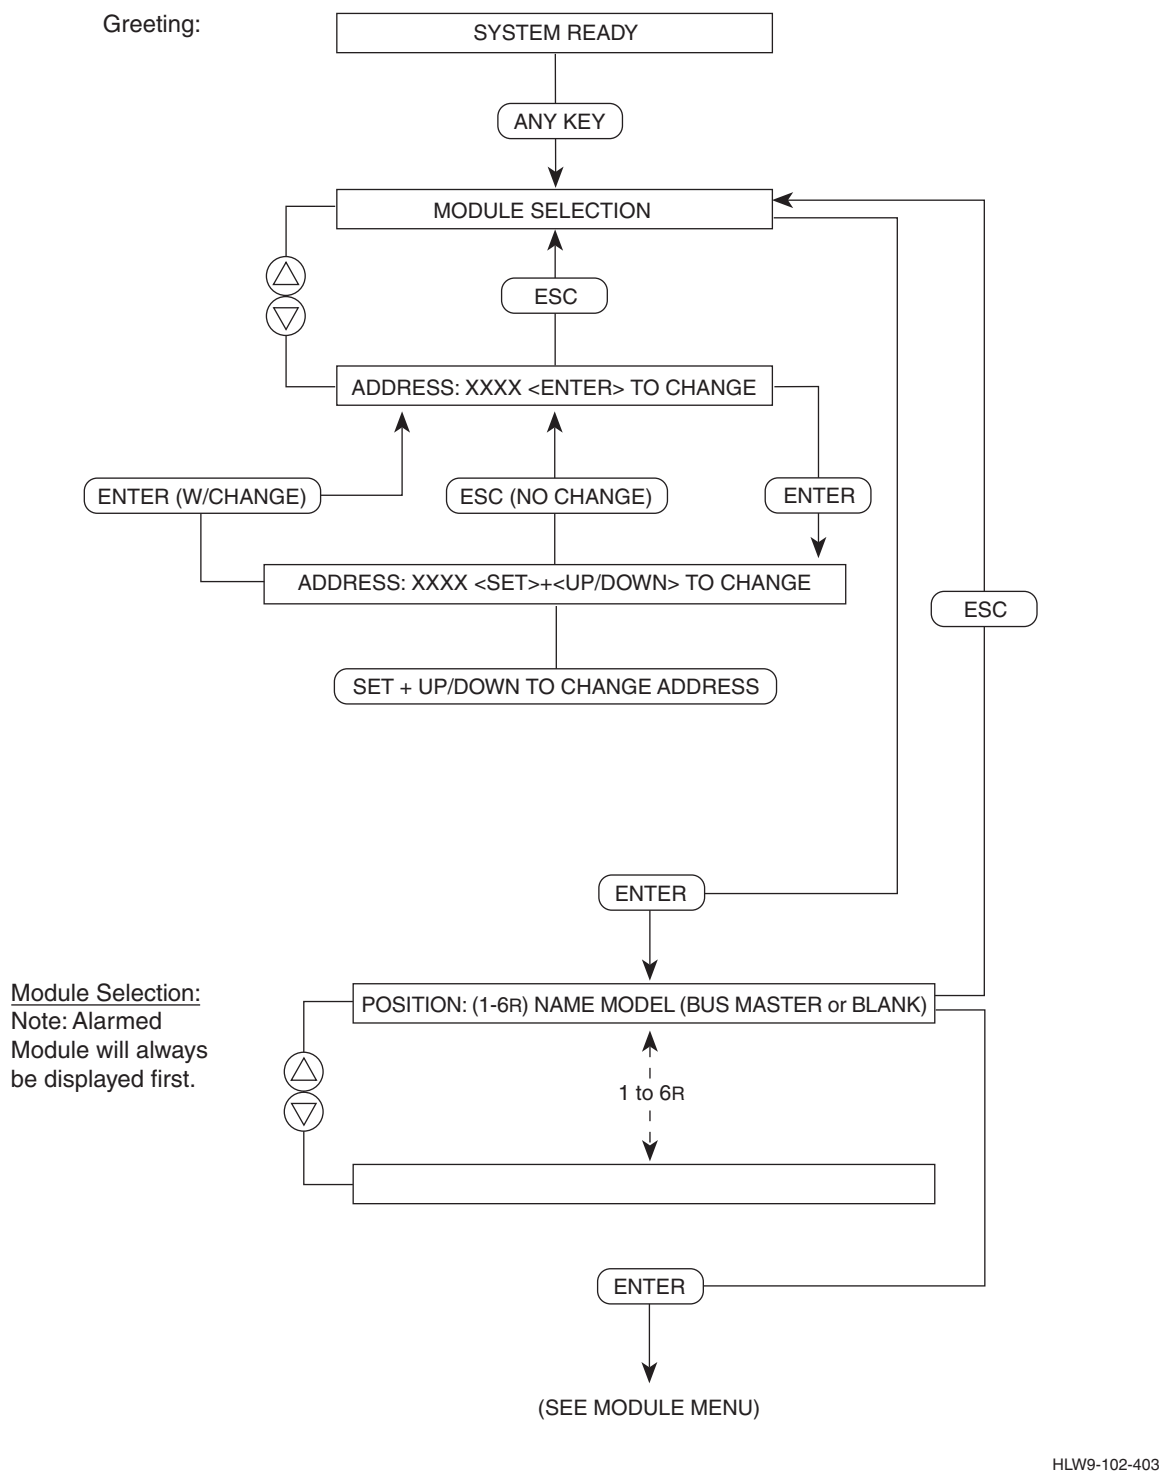 Greeting:
SYSTEM READY
ANY KEY
MODULE SELECTION
ESC
ADDRESS: XXXX <ENTER> TO CHANGE
ENTER (W/CHANGE)
ESC (NO CHANGE)
ENTER
ADDRESS: XXXX <SET>+<UP/DOWN> TO CHANGE
ESC
SET + UP/DOWN TO CHANGE ADDRESS
ENTER
Module Selection:
Note: Alarmed
Module will always
be displayed first.
POSITION: (1-6R) NAME MODEL (BUS MASTER or BLANK)
1 to 6R
ENTER
(SEE MODULE MENU)
HLW9-102-403